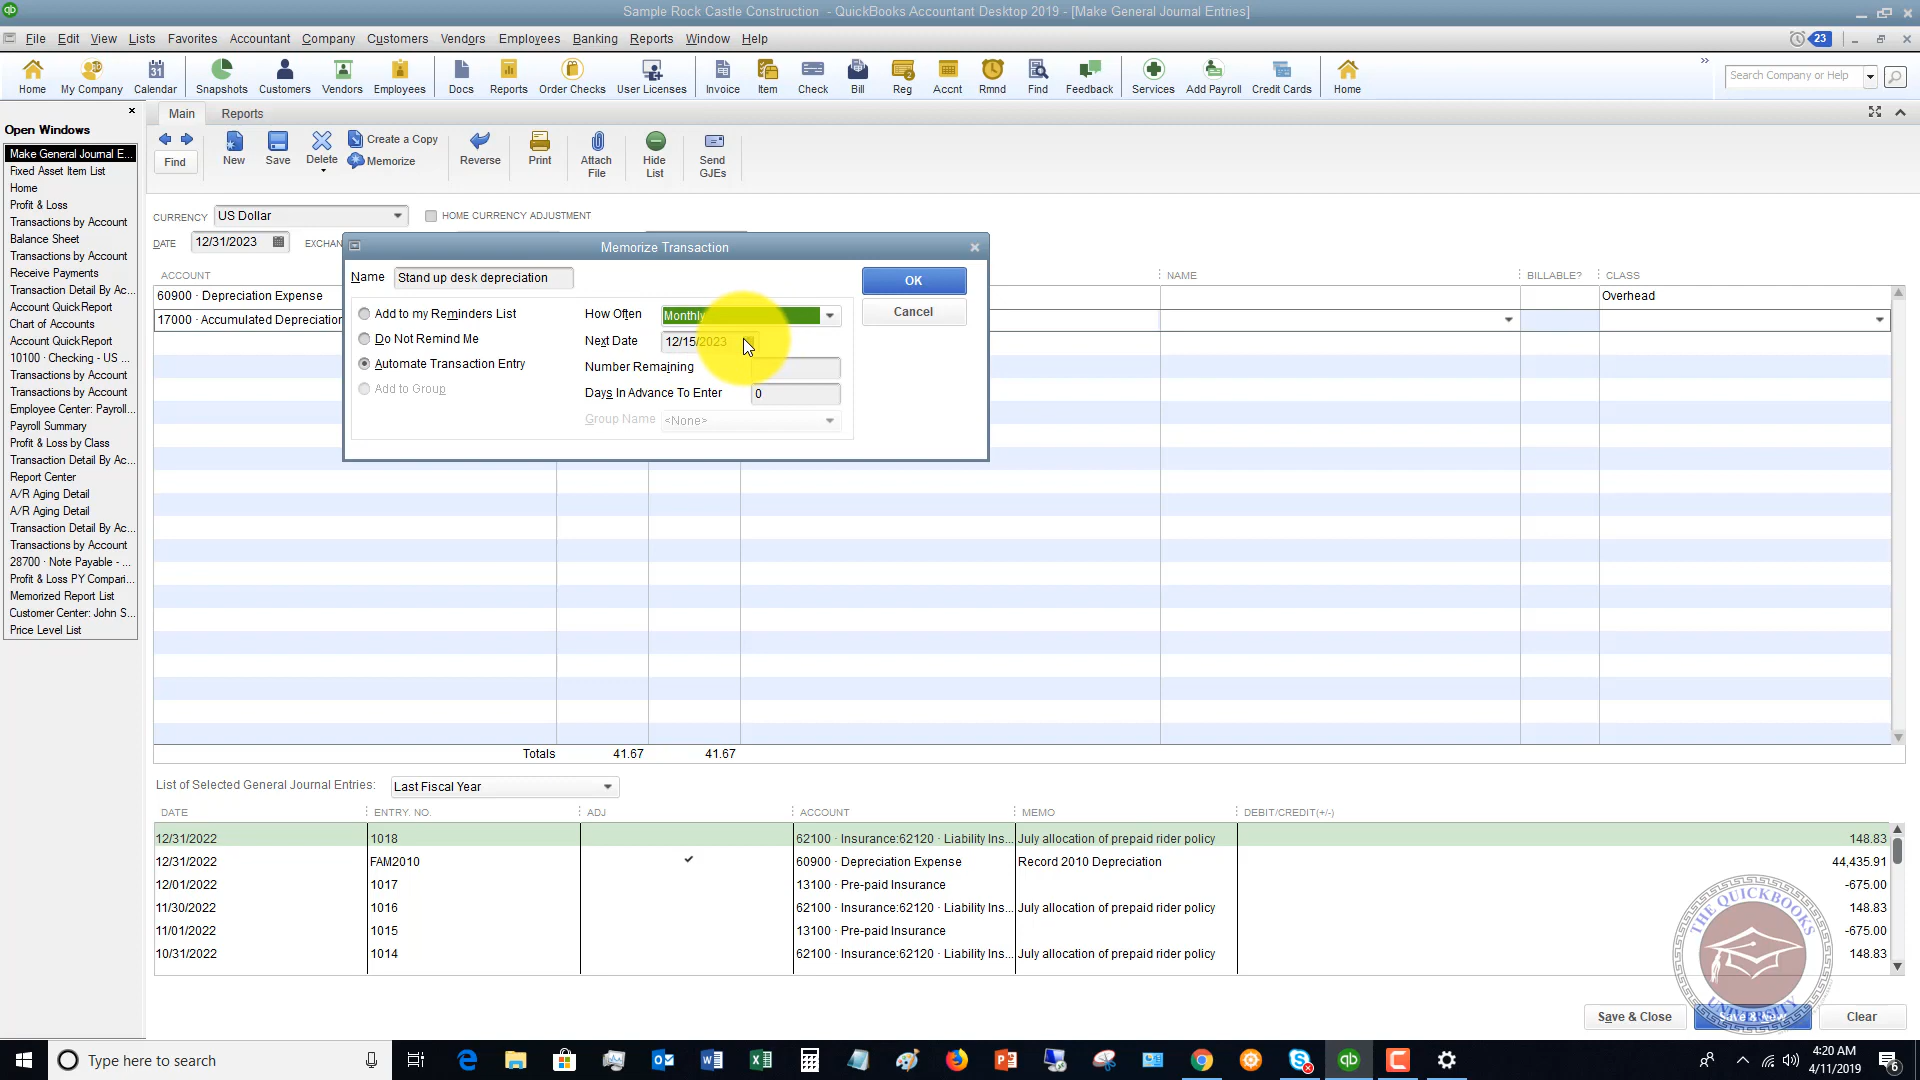 Sample Rock Castle Construction - QuickBooks Accountant Desktop 2019 - [Make General Journal Entries]
File Edit View Lists Favorites Accountant Company Customers Vendors Employees Banking Reports Window Help 23
Home My Company Calendar Snapshots Customers Vendors Employees Docs Reports Order Checks User Licenses Invoice Item Check Bill Reg Accnt Rmnd Find Feedback Services Add Payroll Credit Cards Home Search Company or Help
Open Windows
Make General Journal E...
Fixed Asset Item List
Home
Profit & Loss
Transactions by Account
Balance Sheet
Transactions by Account
Receive Payments
Transaction Detail By Ac...
Account QuickReport
Chart of Accounts
Account QuickReport
10100 · Checking - US ...
Transactions by Account
Transactions by Account
Employee Center: Payroll...
Payroll Summary
Profit & Loss by Class
Transaction Detail By Ac...
Report Center
A/R Aging Detail
A/R Aging Detail
Transaction Detail By Ac...
Transactions by Account
28700 · Note Payable - ...
Profit & Loss PY Compari...
Memorized Report List
Customer Center: John S...
Price Level List
Main Reports
Find New Save Delete Create a Copy Memorize Reverse Print Attach File Hide List Send GJEs
CURRENCY US Dollar HOME CURRENCY ADJUSTMENT
DATE 12/31/2023 EXCHAN
ACCOUNT NAME BILLABLE? CLASS
60900 · Depreciation Expense Overhead
17000 · Accumulated Depreciation
Memorize Transaction
Name Stand up desk depreciation OK
Cancel
Add to my Reminders List How Often Monthly
Do Not Remind Me Next Date 12/15/2023
Automate Transaction Entry Number Remaining
Add to Group Days In Advance To Enter 0
Group Name <None>
Totals 41.67 41.67
List of Selected General Journal Entries: Last Fiscal Year
DATE ENTRY. NO. ADJ ACCOUNT MEMO DEBIT/CREDIT(+/-)
12/31/2022 1018 62100 · Insurance:62120 · Liability Ins... July allocation of prepaid rider policy 148.83
12/31/2022 FAM2010 ✓ 60900 · Depreciation Expense Record 2010 Depreciation 44,435.91
12/01/2022 1017 13100 · Pre-paid Insurance -675.00
11/30/2022 1016 62100 · Insurance:62120 · Liability Ins... July allocation of prepaid rider policy 148.83
11/01/2022 1015 13100 · Pre-paid Insurance -675.00
10/31/2022 1014 62100 · Insurance:62120 · Liability Ins... July allocation of prepaid rider policy 148.83
THE QUICKBOOKS UNIVERSITY
Save & Close Save & New Clear
Type here to search
4:20 AM
4/11/2019
6